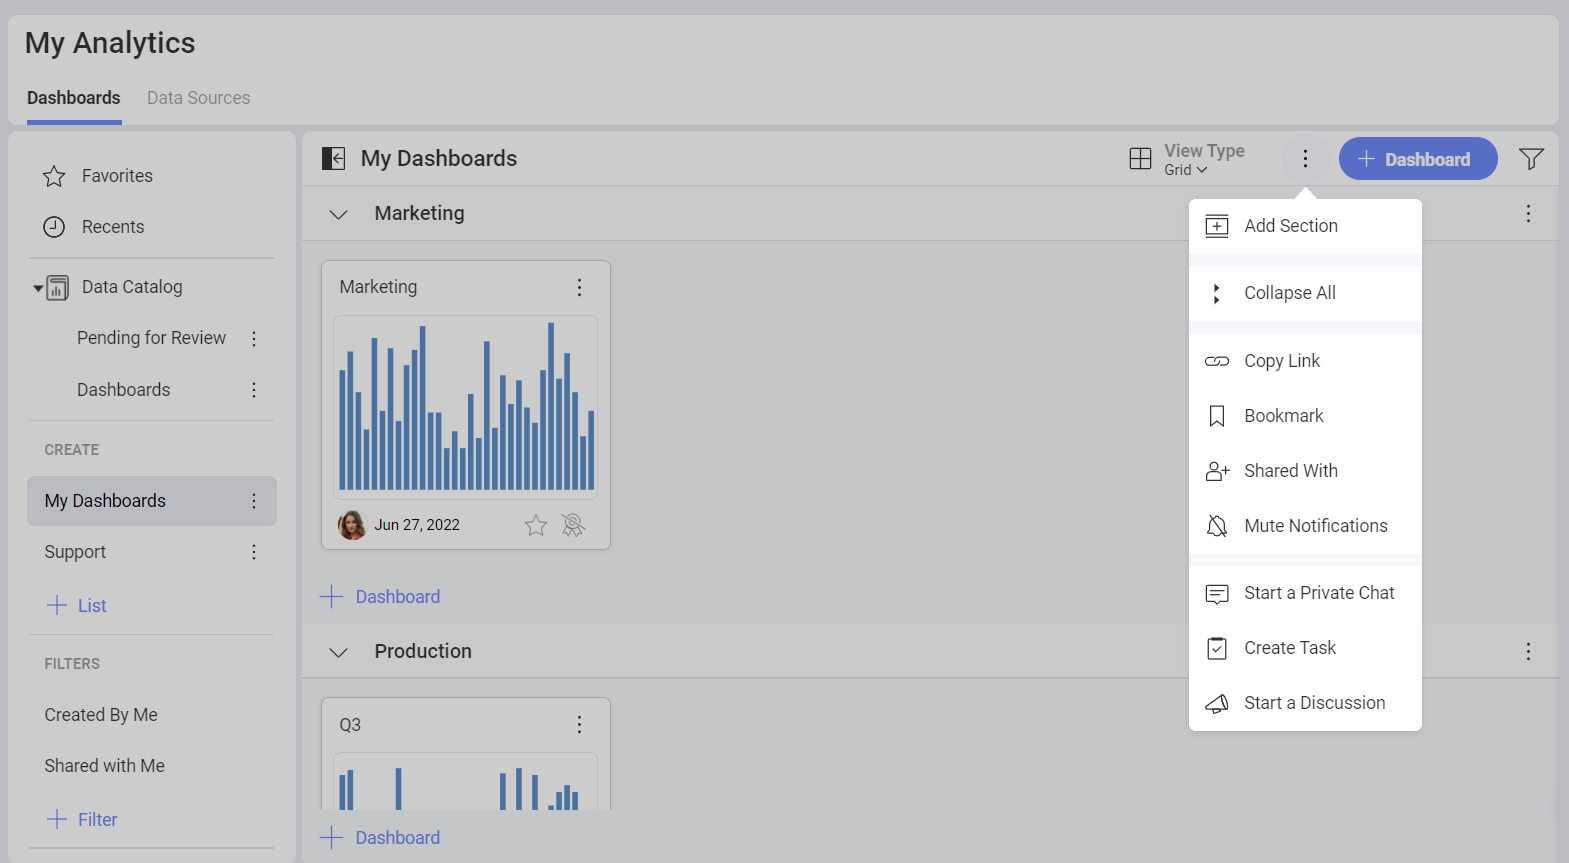 My Analytics
Dashboards
Data Sources
Favorites
Recents
Data Catalog
Pending for Review
Dashboards
CREATE
My Dashboards
Support
List
FILTERS
Created By Me
Shared with Me
Filter
My Dashboards
View Type
Grid
Dashboard
Marketing
Marketing
Jun 27, 2022
Dashboard
Production
Q3
Dashboard
Add Section
Collapse All
Copy Link
Bookmark
Shared With
Mute Notifications
Start a Private Chat
Create Task
Start a Discussion